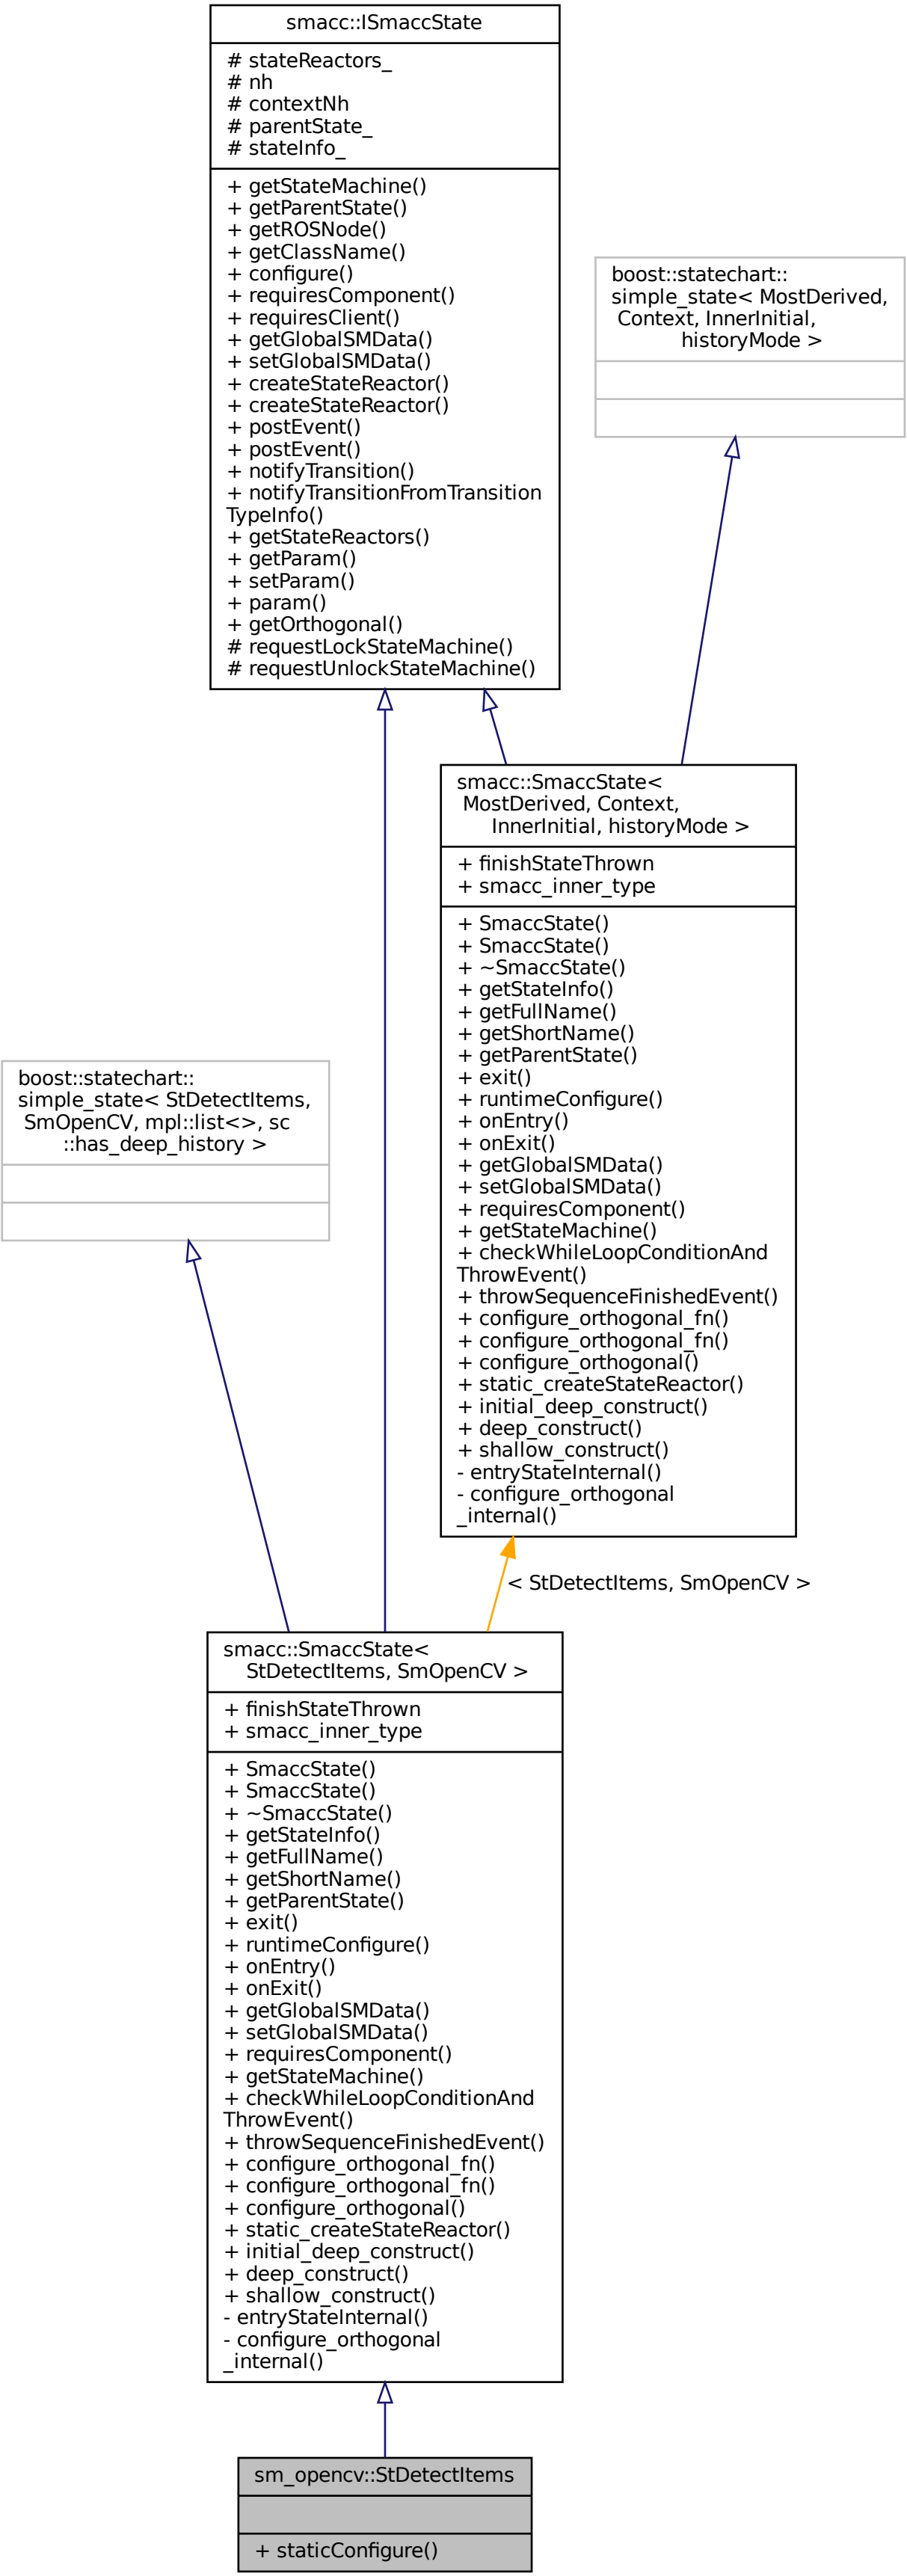 smacc::ISmaccState
# stateReactors_
# nh
# contextNh
# parentState_
# stateInfo_
+ getStateMachine()
+ getParentState()
+ getROSNode()
+ getClassName()
+ configure()
+ requiresComponent()
+ requiresClient()
+ getGlobalSMData()
+ setGlobalSMData()
+ createStateReactor()
+ createStateReactor()
+ postEvent()
+ postEvent()
+ notifyTransition()
+ notifyTransitionFromTransition
TypeInfo()
+ getStateReactors()
+ getParam()
+ setParam()
+ param()
+ getOrthogonal()
# requestLockStateMachine()
# requestUnlockStateMachine()
boost::statechart::
simple_state< MostDerived,
Context, InnerInitial,
historyMode >
smacc::SmaccState<
MostDerived, Context,
InnerInitial, historyMode >
+ finishStateThrown
+ smacc_inner_type
+ SmaccState()
+ SmaccState()
+ ~SmaccState()
+ getStateInfo()
+ getFullName()
+ getShortName()
+ getParentState()
+ exit()
+ runtimeConfigure()
+ onEntry()
+ onExit()
+ getGlobalSMData()
+ setGlobalSMData()
+ requiresComponent()
+ getStateMachine()
+ checkWhileLoopConditionAnd
ThrowEvent()
+ throwSequenceFinishedEvent()
+ configure_orthogonal_fn()
+ configure_orthogonal_fn()
+ configure_orthogonal()
+ static_createStateReactor()
+ initial_deep_construct()
+ deep_construct()
+ shallow_construct()
- entryStateInternal()
- configure_orthogonal
_internal()
boost::statechart::
simple_state< StDetectItems,
SmOpenCV, mpl::list<>, sc
::has_deep_history >
< StDetectItems, SmOpenCV >
smacc::SmaccState<
StDetectItems, SmOpenCV >
+ finishStateThrown
+ smacc_inner_type
+ SmaccState()
+ SmaccState()
+ ~SmaccState()
+ getStateInfo()
+ getFullName()
+ getShortName()
+ getParentState()
+ exit()
+ runtimeConfigure()
+ onEntry()
+ onExit()
+ getGlobalSMData()
+ setGlobalSMData()
+ requiresComponent()
+ getStateMachine()
+ checkWhileLoopConditionAnd
ThrowEvent()
+ throwSequenceFinishedEvent()
+ configure_orthogonal_fn()
+ configure_orthogonal_fn()
+ configure_orthogonal()
+ static_createStateReactor()
+ initial_deep_construct()
+ deep_construct()
+ shallow_construct()
- entryStateInternal()
- configure_orthogonal
_internal()
sm_opencv::StDetectItems
+ staticConfigure()